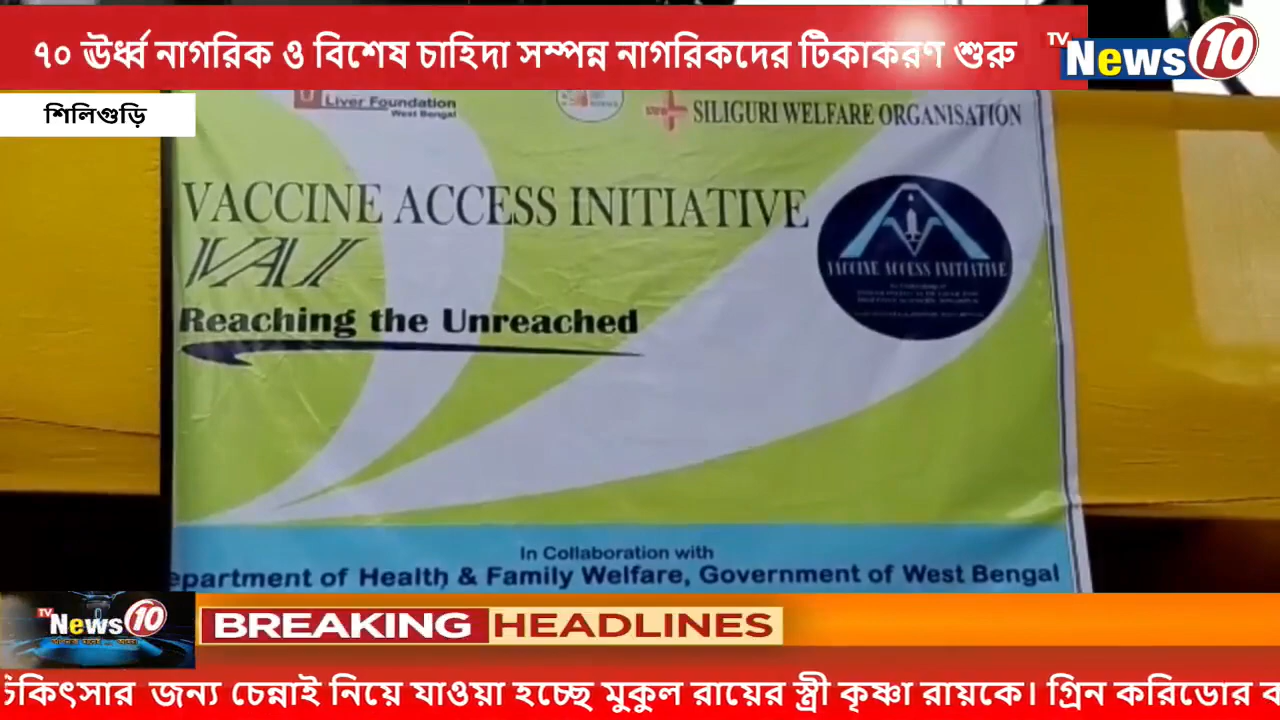 ৭০ ঊর্ধ্ব নাগরিক ও বিশেষ চাহিদা সম্পন্ন নাগরিকদের টিকাকরণ শুরু
TV News 10
শিলিগুড়ি
Liver Foundation
West Bengal
SILIGURI WELFARE ORGANISATION
VACCINE ACCESS INITIATIVE
VAI
Reaching the Unreached
VACCINE ACCESS INITIATIVE
In Collaboration with
epartment of Health & Family Welfare, Government of West Bengal
TV News 10
BREAKING HEADLINES
চিকিৎসার জন্য চেন্নাই নিয়ে যাওয়া হচ্ছে মুকুল রায়ের স্ত্রী কৃষ্ণা রায়কে। গ্রিন করিডোর ক